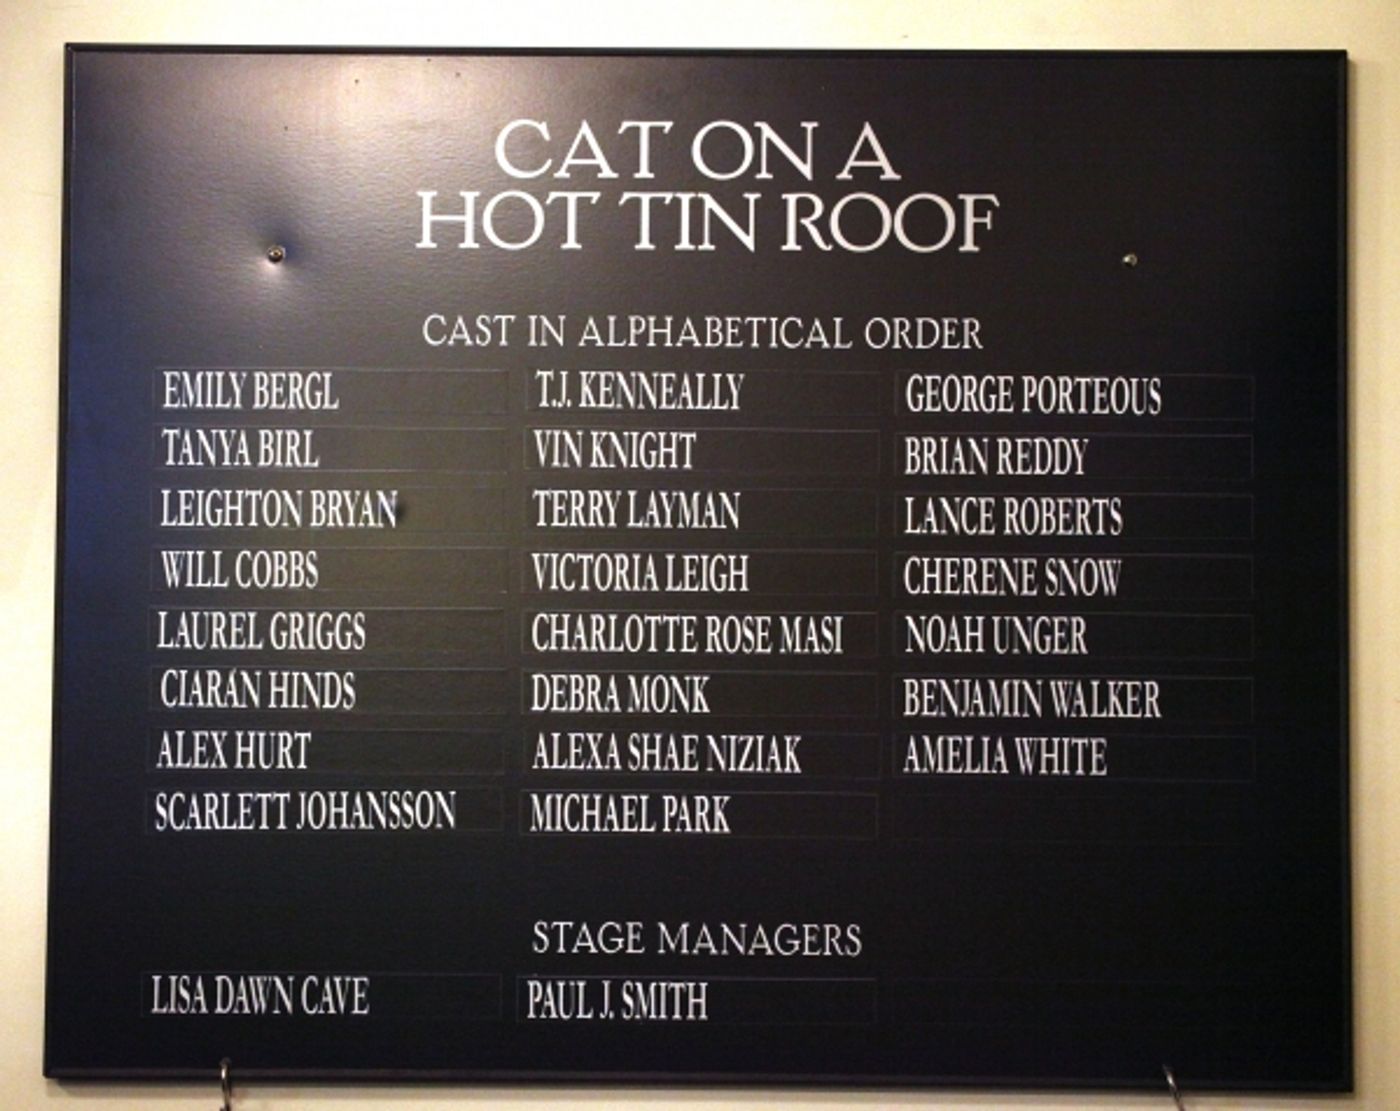 CAT ON A
HOT TIN ROOF
CAST IN ALPHABETICAL ORDER
EMILY BERGL
TANYA BIRL
LEIGHTON BRYAN
WILL COBBS
LAUREL GRIGGS
CIARÁN HINDS
ALEX HURT
SCARLETT JOHANSSON
T.J. KENNEALLY
VIN KNIGHT
TERRY LAYMAN
VICTORIA LEIGH
CHARLOTTE ROSE MASI
DEBRA MONK
ALEXA SHAE NIZIAK
MICHAEL PARK
GEORGE PORTEOUS
BRIAN REDDY
LANCE ROBERTS
CHERENE SNOW
NOAH UNGER
BENJAMIN WALKER
AMELIA WHITE
STAGE MANAGERS
LISA DAWN CAVE
PAUL J. SMITH